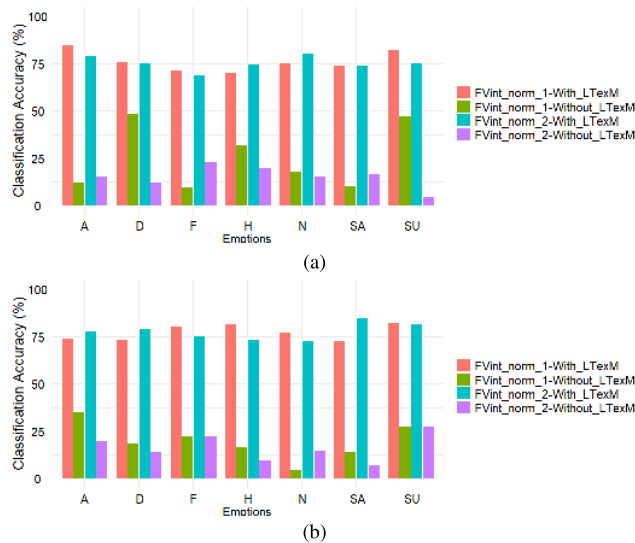 Classification Accuracy (%)
100
75
50
25
0
A D F H N SA SU
Emotions
FVint_norm_1-With_LTexM
FVint_norm_1-Without_LTexM
FVint_norm_2-With_LTexM
FVint_norm_2-Without_LTexM
(a)
Classification Accuracy (%)
100
75
50
25
0
A D F H N SA SU
Emotions
FVint_norm_1-With_LTexM
FVint_norm_1-Without_LTexM
FVint_norm_2-With_LTexM
FVint_norm_2-Without_LTexM
(b)